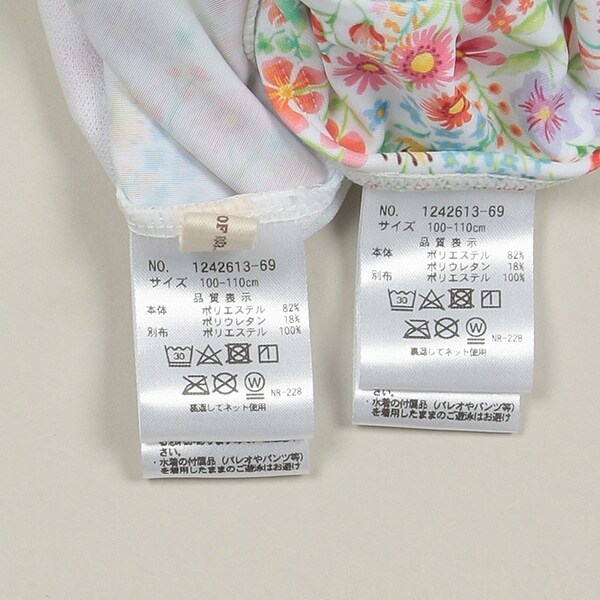 OF
NO. 1242613-69
サイズ 100-110cm
品質表示
本体 ポリエステル 82%
ポリウレタン 18%
別布 ポリエステル 100%
30
W
NR-228
裏返してネット使用
さい。
・水着の付属品（パレオやパンツ等）
を着用したままのご遊泳はお避け
NO. 1242613-69
サイズ 100-110cm
品質表示
本体 ポリエステル 82%
ポリウレタン 18%
別布 ポリエステル 100%
30
W
NR-228
裏返してネット使用
さい。
・水着の付属品（パレオやパンツ等）
を着用したままのご遊泳はお避け